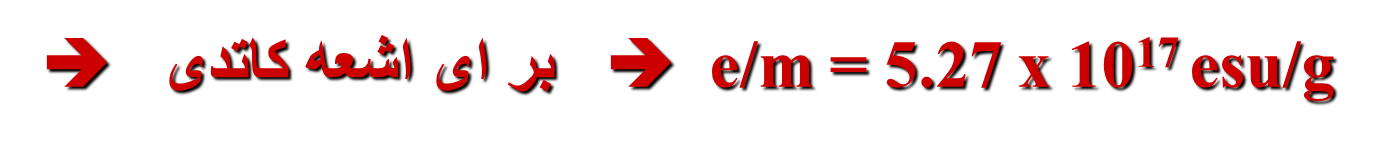 ➔ بر ای اشعه کاتدی ➔ e/m = 5.27 x 10¹⁷ esu/g